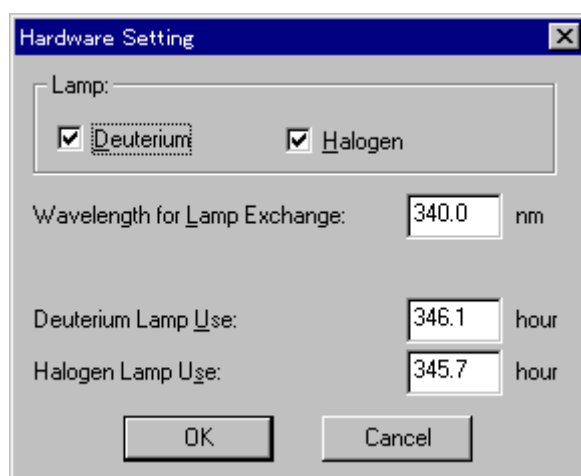 Hardware Setting
Lamp:
Deuterium Halogen
Wavelength for Lamp Exchange: 340.0 nm
Deuterium Lamp Use: 346.1 hour
Halogen Lamp Use: 345.7 hour
OK Cancel